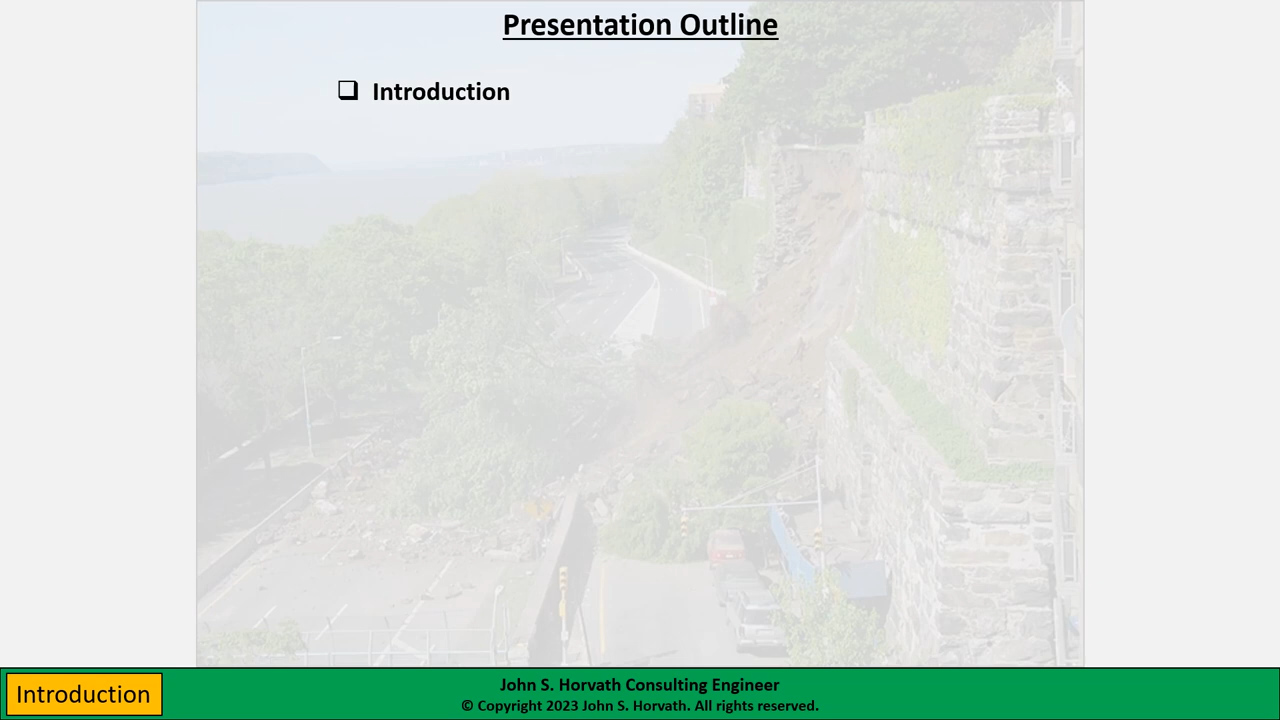 Presentation Outline
❑ Introduction
Introduction
John S. Horvath Consulting Engineer
© Copyright 2023 John S. Horvath. All rights reserved.